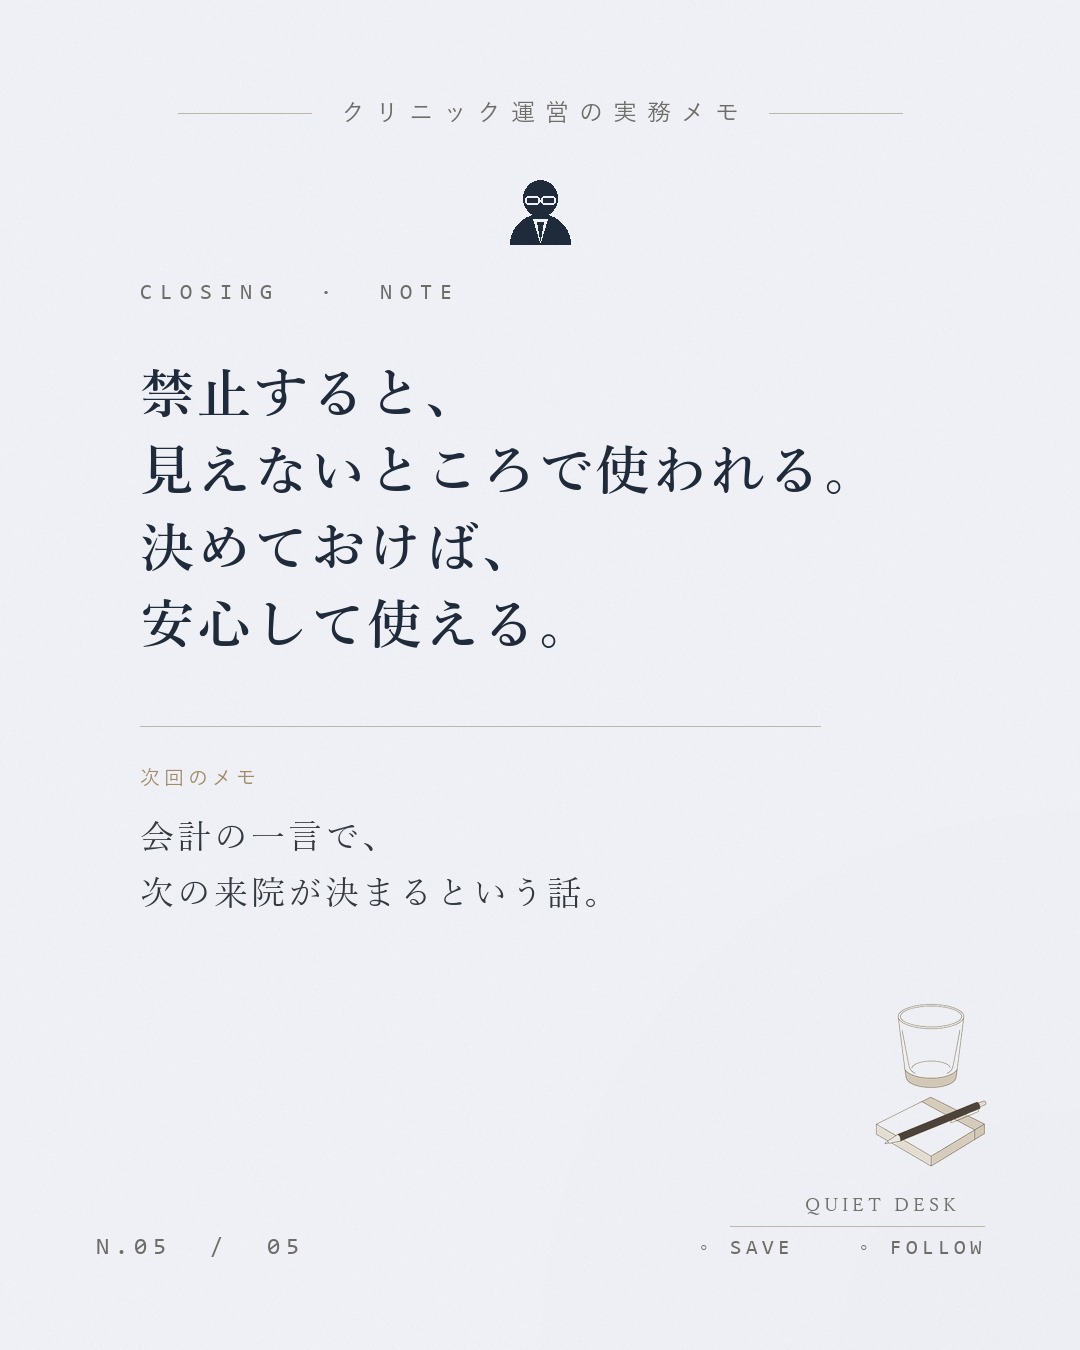 クリニック運営の実務メモ
CLOSING · NOTE
禁止すると、
見えないところで使われる。
決めておけば、
安心して使える。
次回のメモ
会計の一言で、
次の来院が決まるという話。
QUIET DESK
N.05 / 05
◦ SAVE ◦ FOLLOW